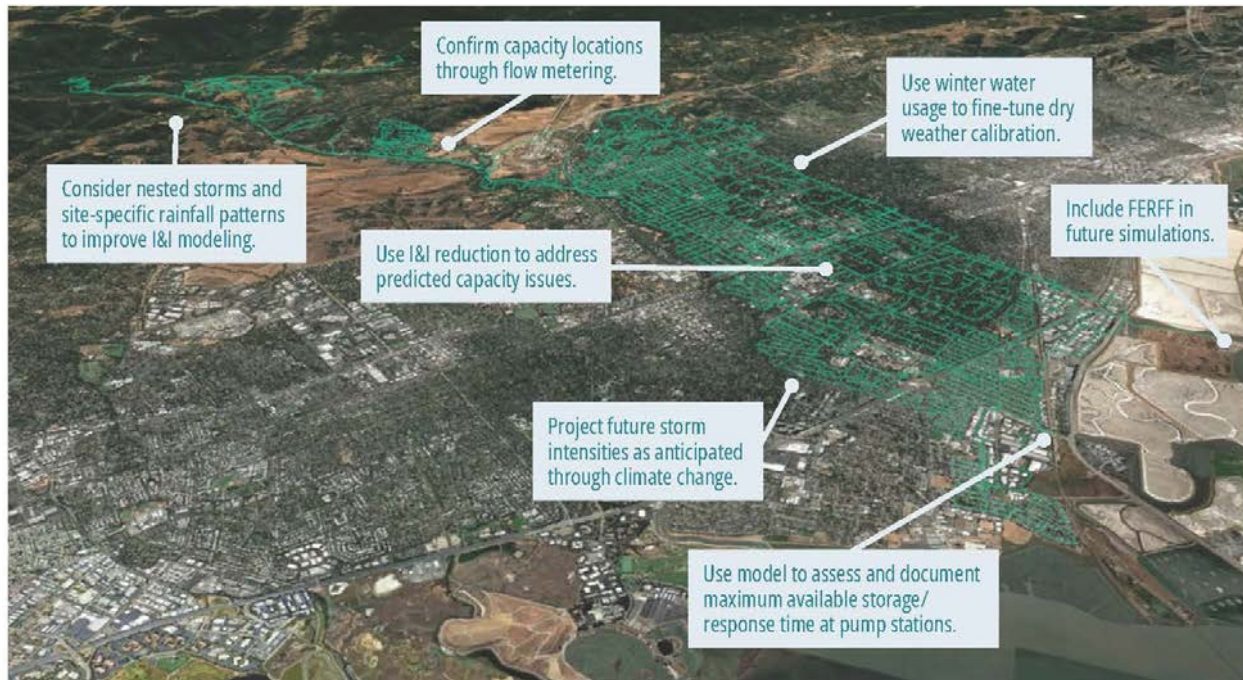 Confirm capacity locations
through flow metering.
Use winter water
usage to fine-tune dry
weather calibration.
Consider nested storms and
site-specific rainfall patterns
to improve I&I modeling.
Include FERFF in
future simulations.
Use I&I reduction to address
predicted capacity issues.
Project future storm
intensities as anticipated
through climate change.
Use model to assess and document
maximum available storage/
response time at pump stations.